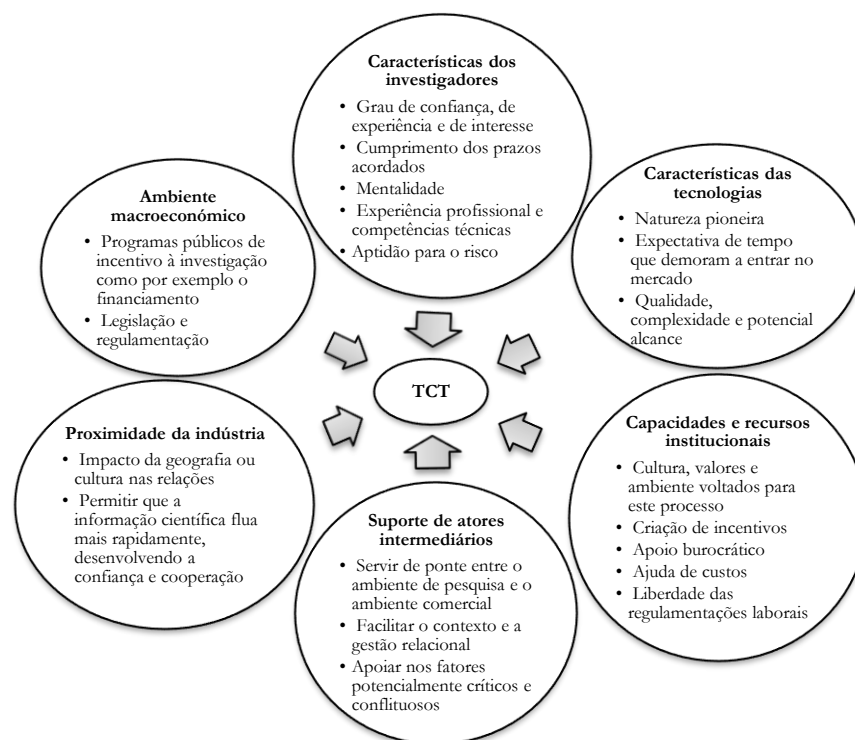 Características dos
investigadores
• Grau de confiança, de
experiência e de interesse
• Cumprimento dos prazos
acordados
• Mentalidade
• Experiência profissional e
competências técnicas
• Aptidão para o risco
Ambiente
macroeconómico
• Programas públicos de
incentivo à investigação
como por exemplo o
financiamento
• Legislação e
regulamentação
Características das
tecnologias
• Natureza pioneira
• Expectativa de tempo
que demoram a entrar no
mercado
• Qualidade,
complexidade e potencial
alcance
TCT
Proximidade da indústria
• Impacto da geografia ou
cultura nas relações
• Permitir que a
informação científica flua
mais rapidamente,
desenvolvendo a
confiança e cooperação
Capacidades e recursos
institucionais
• Cultura, valores e
ambiente voltados para
este processo
• Criação de incentivos
• Apoio burocrático
• Ajuda de custos
• Liberdade das
regulamentações laborais
Suporte de atores
intermediários
• Servir de ponte entre o
ambiente de pesquisa e o
ambiente comercial
• Facilitar o contexto e a
gestão relacional
• Apoiar nos fatores
potencialmente críticos e
conflituosos